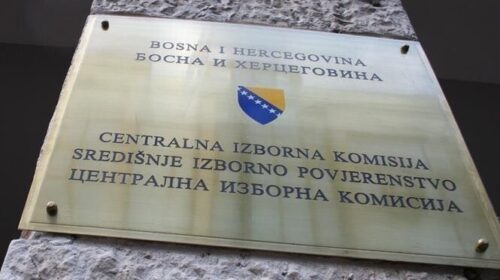 BOSNA I HERCEGOVINA
БОСНА И ХЕРЦЕГОВИНА
CENTRALNA IZBORNA KOMISIJA
SREDIŠNJE IZBORNO POVJERENSTVO
ЦЕНТРАЛНА ИЗБОРНА КОМИСИЈА